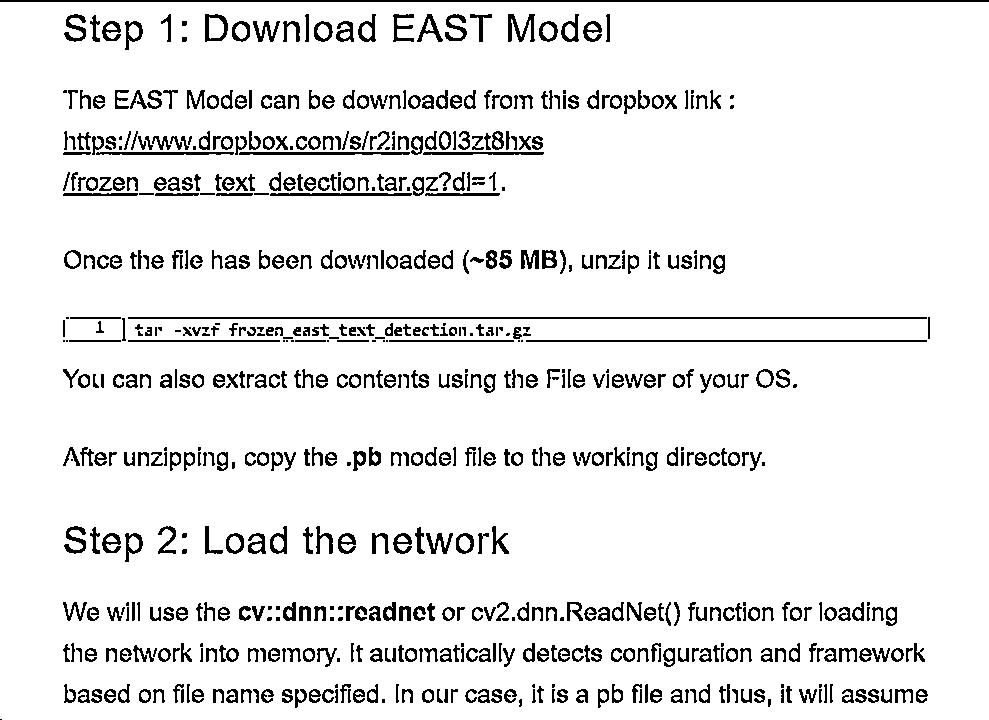 Step 1: Download EAST Model
The EAST Model can be downloaded from this dropbox link :
https://www.dropbox.com/s/r2ingd0l3zt8hxs
/frozen_east_text_detection.tar.gz?dl=1.
Once the file has been downloaded (~85 MB), unzip it using
1 tar -xvzf frozen_east_text_detection.tar.gz
You can also extract the contents using the File viewer of your OS.
After unzipping, copy the .pb model file to the working directory.
Step 2: Load the network
We will use the cv::dnn::readnet or cv2.dnn.ReadNet() function for loading
the network into memory. It automatically detects configuration and framework
based on file name specified. In our case, it is a pb file and thus, it will assume